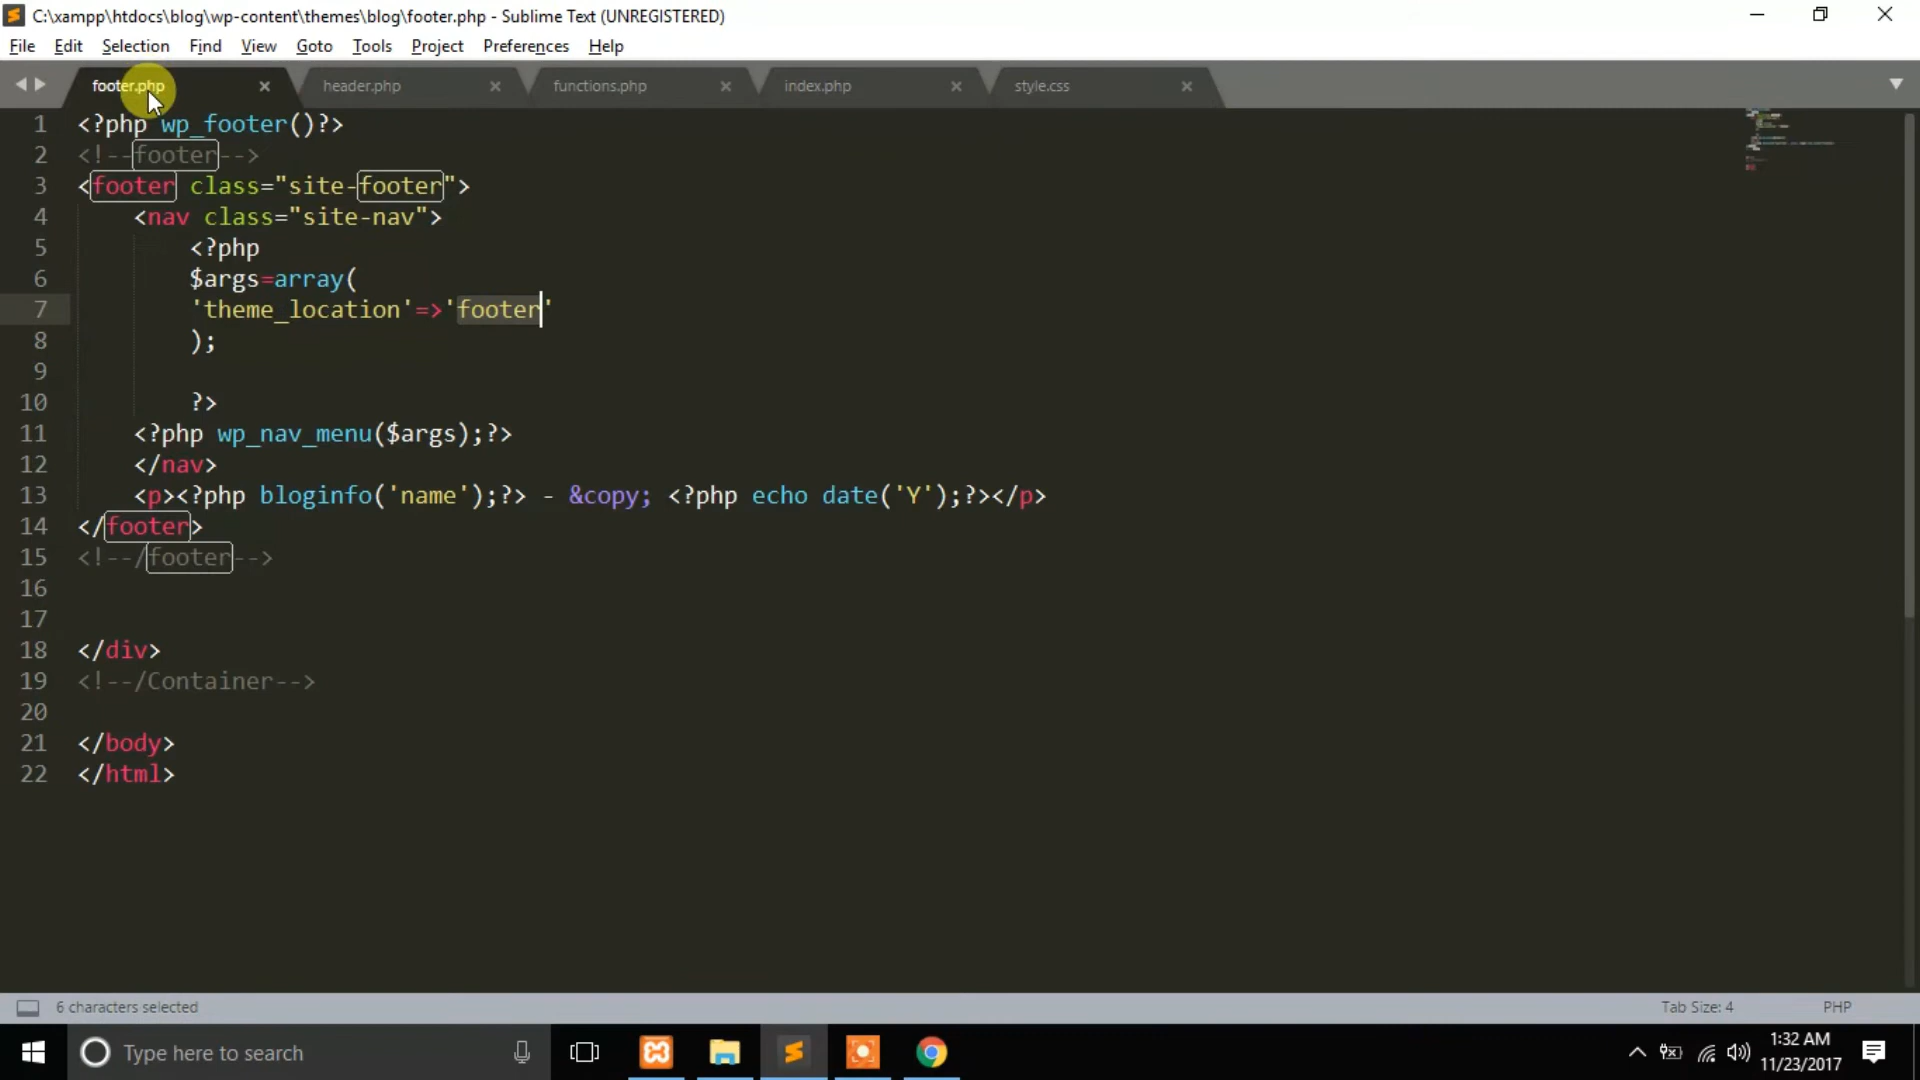 C:\xampp\htdocs\blog\wp-content\themes\blog\footer.php - Sublime Text (UNREGISTERED)
File Edit Selection Find View Goto Tools Project Preferences Help
footer.php header.php functions.php index.php style.css
1 <?php wp_footer()?>
2 <!--footer-->
3 <footer class="site-footer">
4 <nav class="site-nav">
5 <?php
6 $args=array(
7 'theme_location'=>'footer'
8 );
9
10 ?>
11 <?php wp_nav_menu($args);?>
12 </nav>
13 <p><?php bloginfo('name');?> - &copy; <?php echo date('Y');?></p>
14 </footer>
15 <!--/footer-->
16
17
18 </div>
19 <!--/Container-->
20
21 </body>
22 </html>
6 characters selected Tab Size: 4 PHP
Type here to search
1:32 AM
11/23/2017